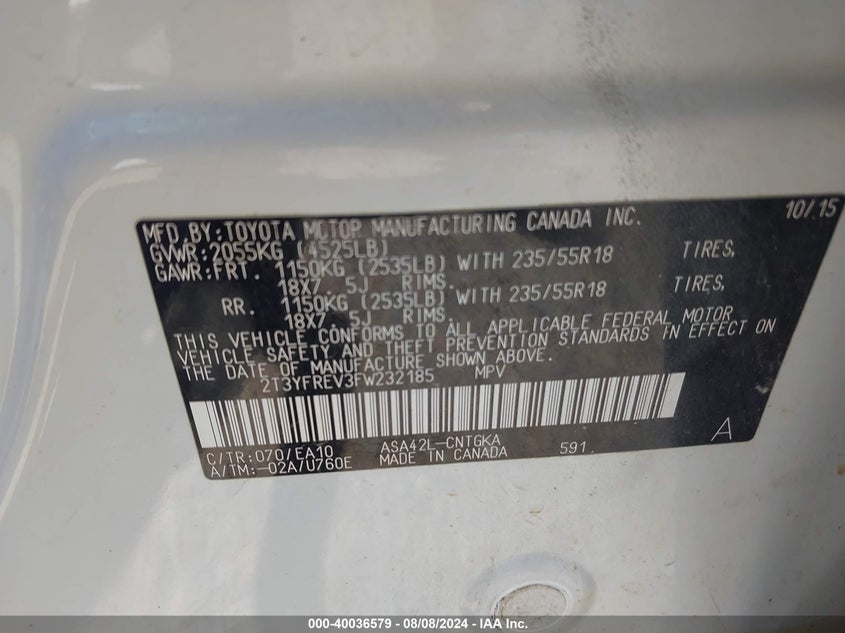 MFD.BY:TOYOTA MOTOR MANUFACTURING CANADA INC. 10/15
GVWR:2055KG (4525LB)
GAWR:FRT. 1150KG (2535LB) WITH 235/55R18 TIRES,
18X7. 5J RIMS.
RR. 1150KG (2535LB) WITH 235/55R18 TIRES,
18X7. 5J RIMS.
THIS VEHICLE CONFORMS TO ALL APPLICABLE FEDERAL MOTOR
VEHICLE SAFETY AND THEFT PREVENTION STANDARDS IN EFFECT ON
THE DATE OF MANUFACTURE SHOWN ABOVE.
2T3YFREV3FW232185 MPV
C/TR:070/EA10 ASA42L-CNTGKA 591. A
A/TM:-02A/U760E MADE IN CANADA
000-40036579 - 08/08/2024 - IAA Inc.